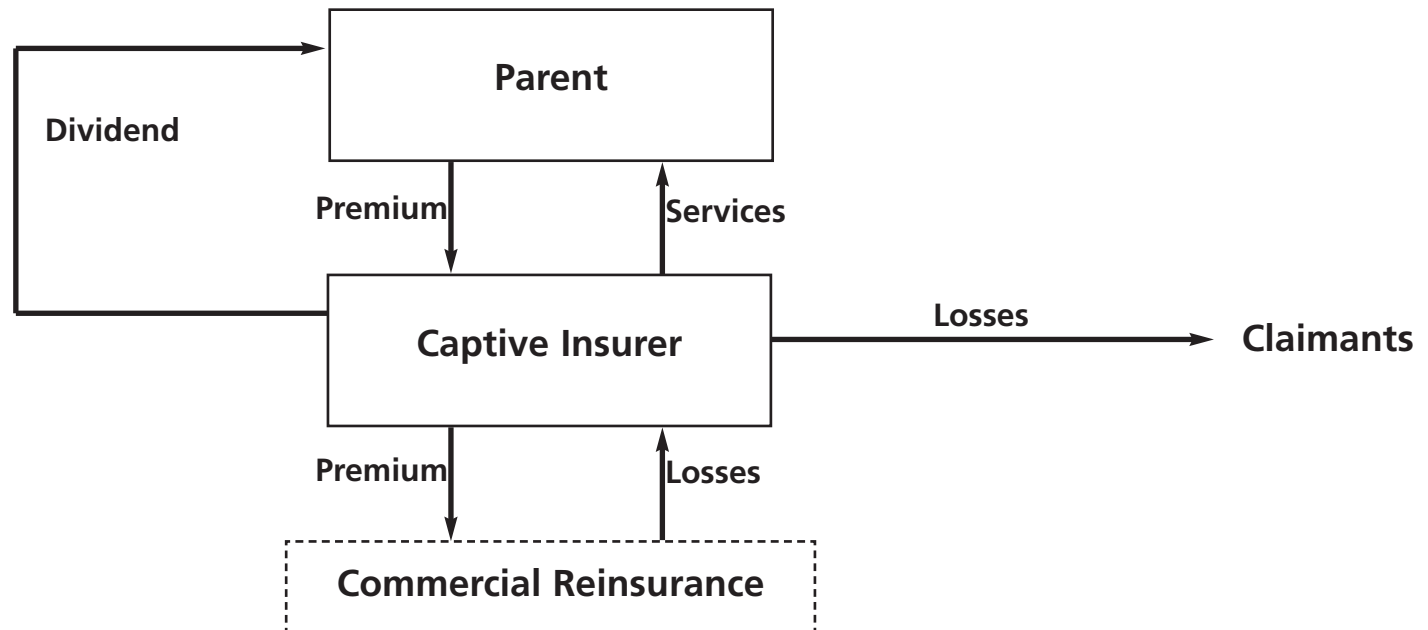 Parent
Dividend
Premium
Services
Captive Insurer
Losses
Claimants
Premium
Losses
Commercial Reinsurance